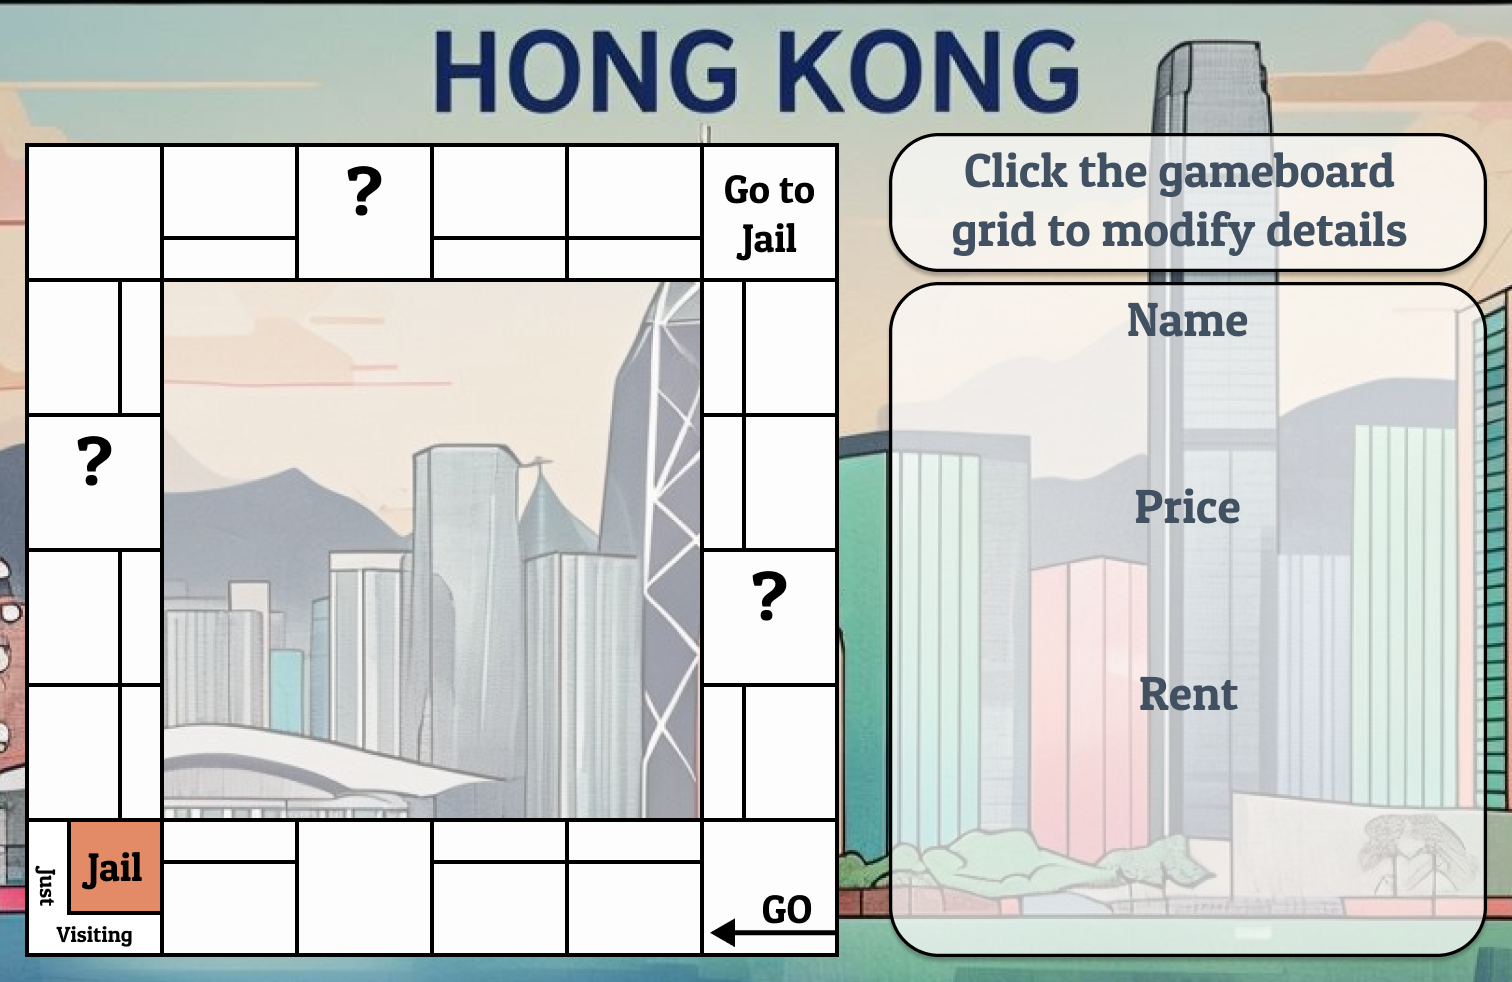 HONG KONG
?
Go to
Jail
?
?
Jail
Just
Visiting
GO
Click the gameboard
grid to modify details
Name
Price
Rent